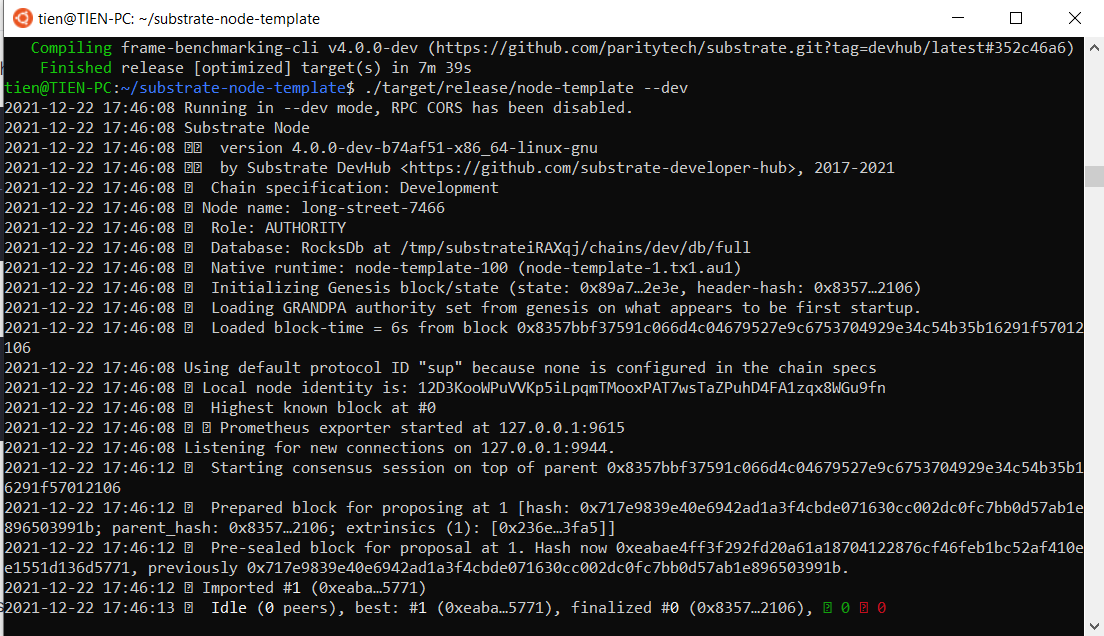 tien@TIEN-PC: ~/substrate-node-template
Compiling frame-benchmarking-cli v4.0.0-dev (https://github.com/paritytech/substrate.git?tag=devhub/latest#352c46a6)
Finished release [optimized] target(s) in 7m 39s
tien@TIEN-PC:~/substrate-node-template$ ./target/release/node-template --dev
2021-12-22 17:46:08 Running in --dev mode, RPC CORS has been disabled.
2021-12-22 17:46:08 Substrate Node
2021-12-22 17:46:08 version 4.0.0-dev-b74af51-x86_64-linux-gnu
2021-12-22 17:46:08 by Substrate DevHub <https://github.com/substrate-developer-hub>, 2017-2021
2021-12-22 17:46:08 Chain specification: Development
2021-12-22 17:46:08 Node name: long-street-7466
2021-12-22 17:46:08 Role: AUTHORITY
2021-12-22 17:46:08 Database: RocksDb at /tmp/substrateiRAXqj/chains/dev/db/full
2021-12-22 17:46:08 Native runtime: node-template-100 (node-template-1.tx1.au1)
2021-12-22 17:46:08 Initializing Genesis block/state (state: 0x89a7…2e3e, header-hash: 0x8357…2106)
2021-12-22 17:46:08 Loading GRANDPA authority set from genesis on what appears to be first startup.
2021-12-22 17:46:08 Loaded block-time = 6s from block 0x8357bbf37591c066d4c04679527e9c6753704929e34c54b35b16291f57012
106
2021-12-22 17:46:08 Using default protocol ID "sup" because none is configured in the chain specs
2021-12-22 17:46:08 Local node identity is: 12D3KooWPuVVKp5iLpqmTMooxPAT7wsTaZPuhD4FA1zqx8WGu9fn
2021-12-22 17:46:08 Highest known block at #0
2021-12-22 17:46:08 Prometheus exporter started at 127.0.0.1:9615
2021-12-22 17:46:08 Listening for new connections on 127.0.0.1:9944.
2021-12-22 17:46:12 Starting consensus session on top of parent 0x8357bbf37591c066d4c04679527e9c6753704929e34c54b35b1
6291f57012106
2021-12-22 17:46:12 Prepared block for proposing at 1 [hash: 0x717e9839e40e6942ad1a3f4cbde071630cc002dc0fc7bb0d57ab1e
896503991b; parent_hash: 0x8357…2106; extrinsics (1): [0x236e…3fa5]]
2021-12-22 17:46:12 Pre-sealed block for proposal at 1. Hash now 0xeabae4ff3f292fd20a61a18704122876cf46feb1bc52af410e
e1551d136d5771, previously 0x717e9839e40e6942ad1a3f4cbde071630cc002dc0fc7bb0d57ab1e896503991b.
2021-12-22 17:46:12 Imported #1 (0xeaba…5771)
2021-12-22 17:46:13 Idle (0 peers), best: #1 (0xeaba…5771), finalized #0 (0x8357…2106), 0 0